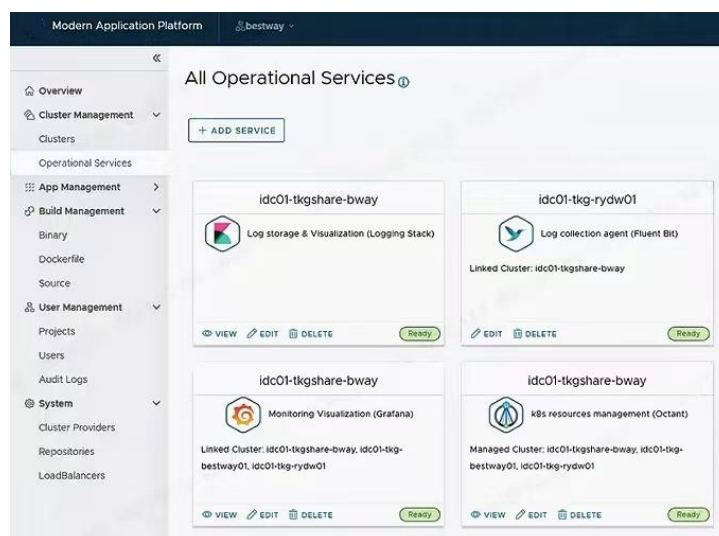 Modern Application Platform
bestway
All Operational Services
+ ADD SERVICE
Overview
Cluster Management
Clusters
Operational Services
App Management
Build Management
Binary
Dockerfile
Source
User Management
Projects
Users
Audit Logs
System
Cluster Providers
Repositories
LoadBalancers
idc01-tkgshare-bway
Log storage & Visualization (Logging Stack)
VIEW EDIT DELETE Ready
idc01-tkg-rydw01
Log collection agent (Fluent Bit)
Linked Cluster: idc01-tkgshare-bway
EDIT DELETE Ready
idc01-tkgshare-bway
Monitoring Visualization (Grafana)
Linked Cluster: idc01-tkgshare-bway, idc01-tkg-
bestway01, idc01-tkg-rydw01
VIEW EDIT DELETE Ready
idc01-tkgshare-bway
k8s resources management (Octant)
Managed Cluster: idc01-tkgshare-bway, idc01-tkg-
bestway01, idc01-tkg-rydw01
VIEW EDIT DELETE Ready